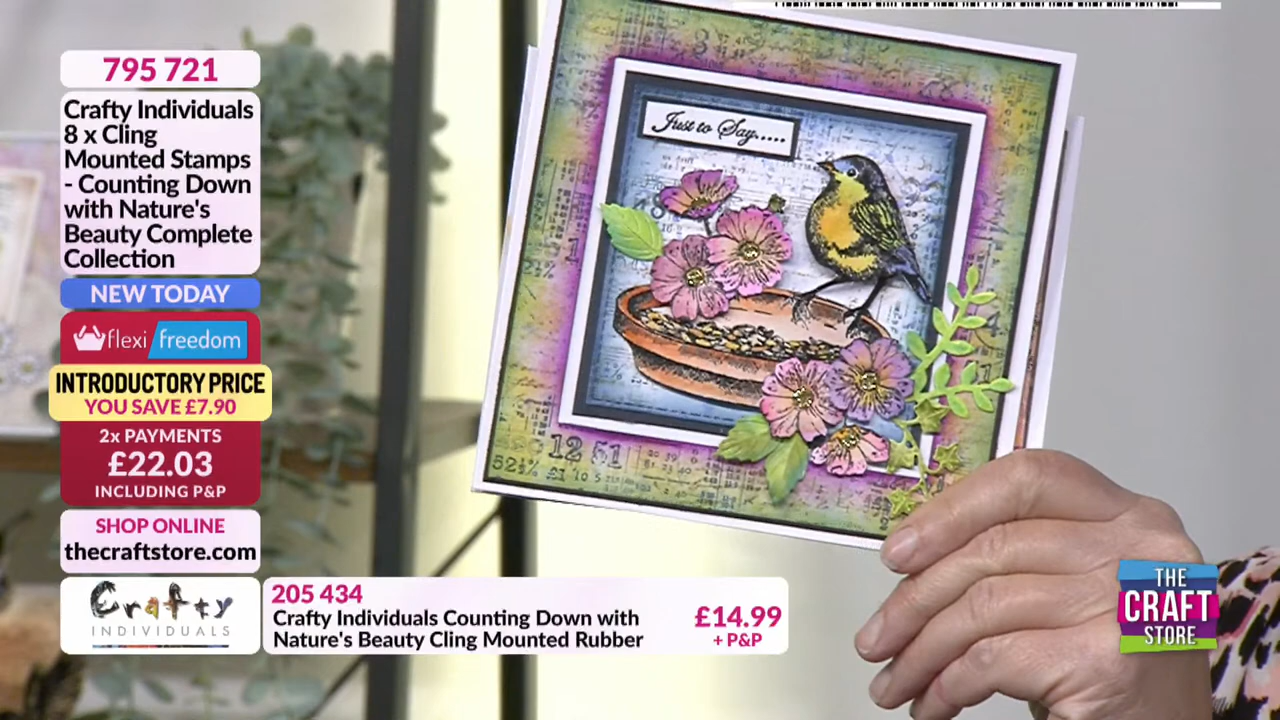 795 721
Crafty Individuals
8 x Cling
Mounted Stamps
- Counting Down
with Nature's
Beauty Complete
Collection
NEW TODAY
flexi freedom
INTRODUCTORY PRICE
YOU SAVE £7.90
2x PAYMENTS
£22.03
INCLUDING P&P
SHOP ONLINE
thecraftstore.com
Crafty
INDIVIDUALS
205 434
Crafty Individuals Counting Down with
Nature's Beauty Cling Mounted Rubber
£14.99
+ P&P
Just to Say.....
12 51
THE
CRAFT
STORE